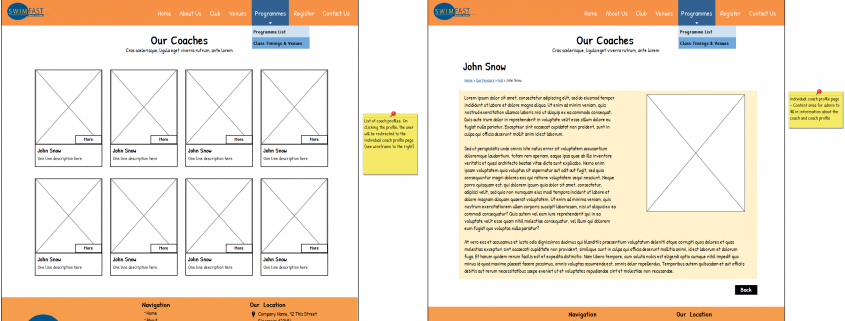 SWIMFAST
Home About Us Club Venues Programmes Register Contact Us
Programme List
Class Timings & Venues
Our Coaches
Cras scelerisque, ligula eget viverra rutrum, ante lorem
More More More More
John Snow John Snow John Snow John Snow
One line description here One line description here One line description here One line description here
More More More More
John Snow John Snow John Snow John Snow
One line description here One line description here One line description here One line description here
Navigation
-Home
-About
Our Location
Company Name, 12 This Street
List of coach profiles. On
clicking the profile, the user
will be redirected to the
individual coach profile page
(see wireframe to the right)
SWIMFAST
Home About Us Club Venues Programmes Register Contact Us
Programme List
Class Timings & Venues
Our Coaches
Cras scelerisque, ligula eget viverra rutrum, ante lorem
John Snow
Lorem ipsum dolor sit amet, consectetur adipiscing elit, sed do eiusmod tempor
incididunt ut labore et dolore magna aliqua. Ut enim ad minim veniam, quis
nostrud exercitation ullamco laboris nisi ut aliquip ex ea commodo consequat.
Duis aute irure dolor in reprehenderit in voluptate velit esse cillum dolore eu
fugiat nulla pariatur. Excepteur sint occaecat cupidatat non proident, sunt in
culpa qui officia deserunt mollit anim id est laborum.
Sed ut perspiciatis unde omnis iste natus error sit voluptatem accusantium
doloremque laudantium, totam rem aperiam, eaque ipsa quae ab illo inventore
veritatis et quasi architecto beatae vitae dicta sunt explicabo. Nemo enim
ipsam voluptatem quia voluptas sit aspernatur aut odit aut fugit, sed quia
consequuntur magni dolores eos qui ratione voluptatem sequi nesciunt. Neque
porro quisquam est, qui dolorem ipsum quia dolor sit amet, consectetur,
adipisci velit, sed quia non numquam eius modi tempora incidunt ut labore et
dolore magnam aliquam quaerat voluptatem. Ut enim ad minima veniam, quis
nostrum exercitationem ullam corporis suscipit laboriosam, nisi ut aliquid ex ea
commodi consequatur? Quis autem vel eum iure reprehenderit qui in ea
voluptate velit esse quam nihil molestiae consequatur, vel illum qui dolorem
eum fugiat quo voluptas nulla pariatur?
At vero eos et accusamus et iusto odio dignissimos ducimus qui blanditiis praesentium voluptatum deleniti atque corrupti quos dolores et quas
molestias excepturi sint occaecati cupiditate non provident, similique sunt in culpa qui officia deserunt mollitia animi, id est laborum et dolorum
fuga. Et harum quidem rerum facilis est et expedita distinctio. Nam libero tempore, cum soluta nobis est eligendi optio cumque nihil impedit quo
minus id quod maxime placeat facere possimus, omnis voluptas assumenda est, omnis dolor repellendus. Temporibus autem quibusdam et aut officiis
debitis aut rerum necessitatibus saepe eveniet ut et voluptates repudiandae sint et molestiae non recusandae.
Back
Navigation Our Location
Individual coach profile page
- Content area for admin to
fill in information about the
coach and coach profile